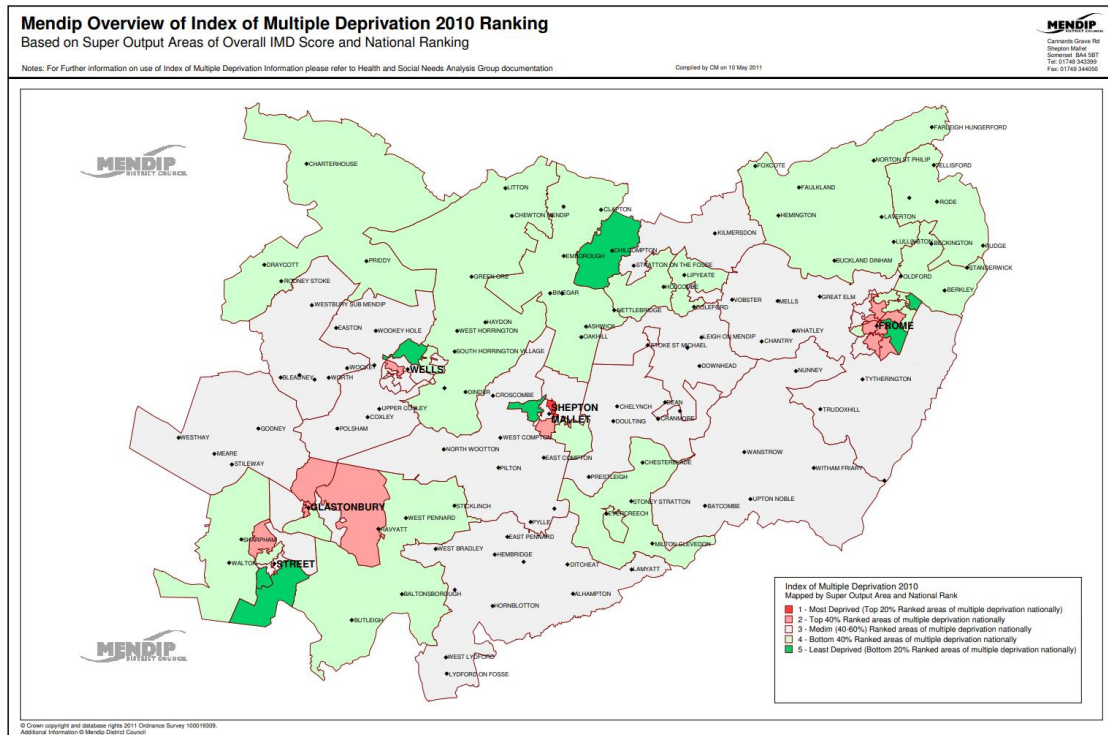 Mendip Overview of Index of Multiple Deprivation 2010 Ranking
Based on Super Output Areas of Overall IMD Score and National Ranking
Notes: For Further information on use of Index of Multiple Deprivation Information please refer to Health and Social Needs Analysis Group documentation
Compiled by CM on 10 May 2011
MENDIP
DISTRICT COUNCIL
Cannards Grave Rd
Shepton Mallet
Somerset BA4 5BT
Tel: 01749 343399
Fax: 01749 344050
MENDIP
DISTRICT COUNCIL
FARLEIGH HUNGERFORD
CHARTERHOUSE
FOXCOTE
NORTON ST PHILIP
TELLISFORD
LITTON
FAULKLAND
RODE
CHEWTON MENDIP
CLAPTON
HEMINGTON
LAVERTON
KILMERSDON
LULLINGTON
BECKINGTON
RUDGE
DRAYCOTT
PRIDDY
EMBOROUGH
CHILCOMPTON
STRATTON ON THE FOSSE
BUCKLAND DINHAM
STANDERWICK
RODNEY STOKE
GREEN ORE
LIPYEATE
OLDFORD
HOLCOMBE
BERKLEY
WESTBURY SUB MENDIP
BINEGAR
VOBSTER
MELLS
GREAT ELM
NETTLEBRIDGE
COLEFORD
EASTON
WOOKEY HOLE
HAYDON
WEST HORRINGTON
ASHWICK
OAKHILL
LEIGH ON MENDIP
WHATLEY
FROME
STOKE ST MICHAEL
CHANTRY
SOUTH HORRINGTON VILLAGE
WOOKEY
WELLS
DOWNHEAD
NUNNEY
TYTHERINGTON
BLEADNEY
WORTH
DINDER
CROSCOMBE
SHEPTON
MALLET
CHELYNCH
DEAN
UPPER COXLEY
COXLEY
CRANMORE
DOULTING
TRUDOXHILL
GODNEY
POLSHAM
WESTHAY
WEST COMPTON
NORTH WOOTTON
MEARE
EAST COMPTON
WANSTROW
STILEWAY
PILTON
CHESTERBLADE
WITHAM FRIARY
PRESTLEIGH
GLASTONBURY
STICKLINCH
STONEY STRATTON
UPTON NOBLE
BATCOMBE
WEST PENNARD
EVERCREECH
HAVYATT
PYLLE
SHARPHAM
EAST PENNARD
MILTON CLEVEDON
WEST BRADLEY
HEMBRIDGE
WALTON
STREET
DITCHEAT
LAMYATT
BALTONSBOROUGH
ALHAMPTON
HORNBLOTTON
BUTLEIGH
WEST LYDFORD
LYDFORD ON FOSSE
MENDIP
DISTRICT COUNCIL
Index of Multiple Deprivation 2010
Mapped by Super Output Area and National Rank
1 - Most Deprived (Top 20% Ranked areas of multiple deprivation nationally)
2 - Top 40% Ranked areas of multiple deprivation nationally
3 - Medim (40-60%) Ranked areas of multiple deprivation nationally
4 - Bottom 40% Ranked areas of multiple deprivation nationally
5 - Least Deprived (Bottom 20% Ranked areas of multiple deprivation nationally)
© Crown copyright and database rights 2011 Ordnance Survey 100019309.
Additional Information © Mendip District Council